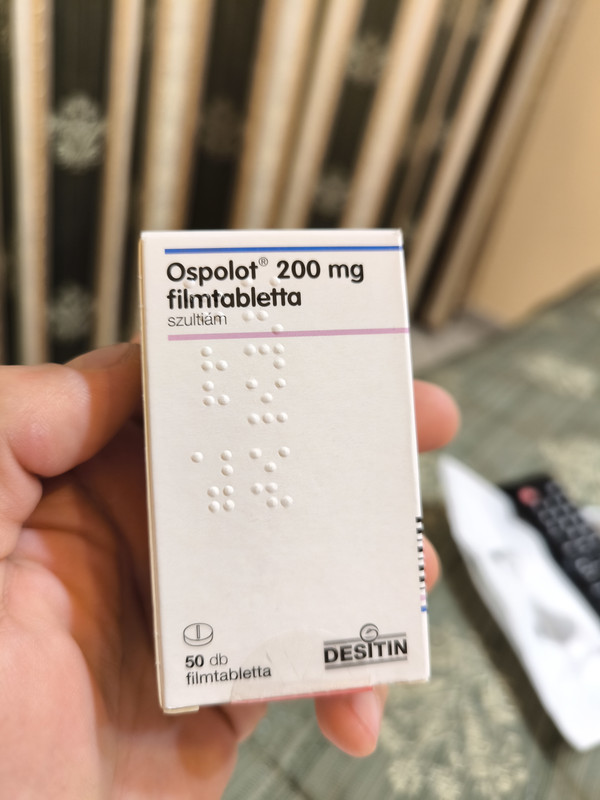 Ospolot® 200 mg
filmtabletta
szultiám
50 db
filmtabletta
DESITIN